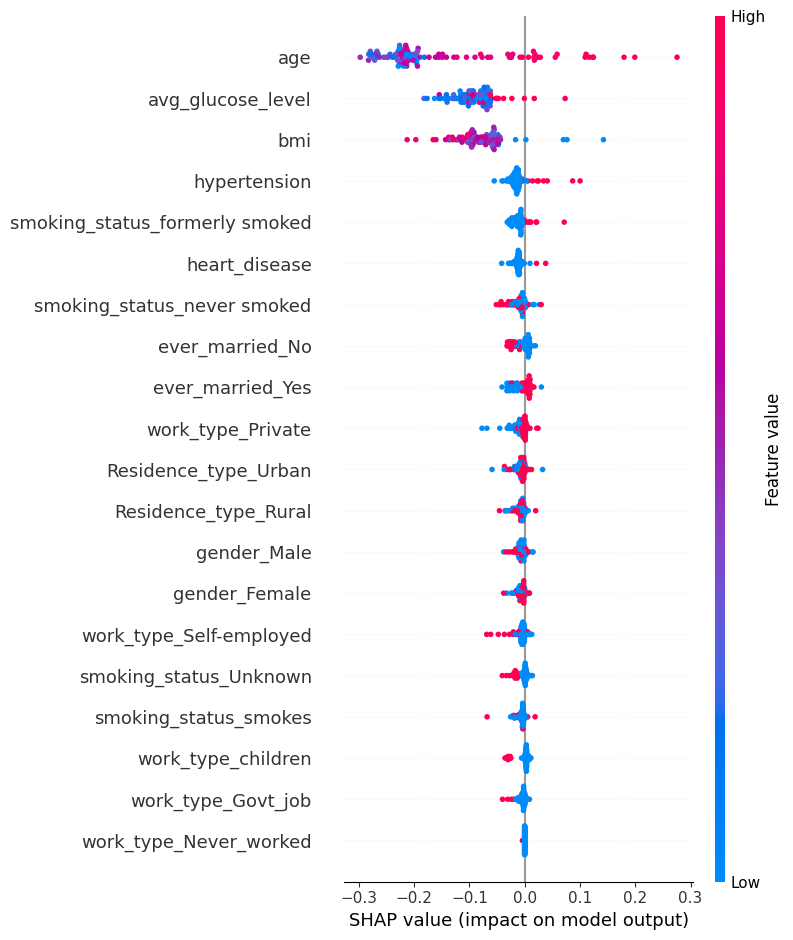 High
age
avg_glucose_level
bmi
hypertension
smoking_status_formerly smoked
heart_disease
smoking_status_never smoked
ever_married_No
ever_married_Yes
work_type_Private
Residence_type_Urban
Residence_type_Rural
gender_Male
gender_Female
work_type_Self-employed
smoking_status_Unknown
smoking_status_smokes
work_type_children
work_type_Govt_job
work_type_Never_worked
Feature value
Low
−0.3 −0.2 −0.1 0.0 0.1 0.2 0.3
SHAP value (impact on model output)